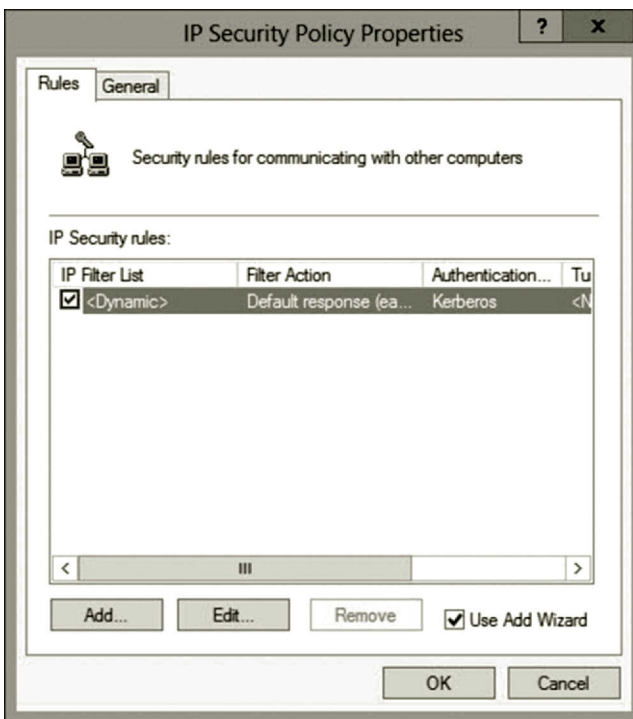 IP Security Policy Properties
? x
Rules General
Security rules for communicating with other computers
IP Security rules:
IP Filter List Filter Action Authentication... Tu
<Dynamic> Default response (ea... Kerberos <N
Add... Edit... Remove Use Add Wizard
OK Cancel